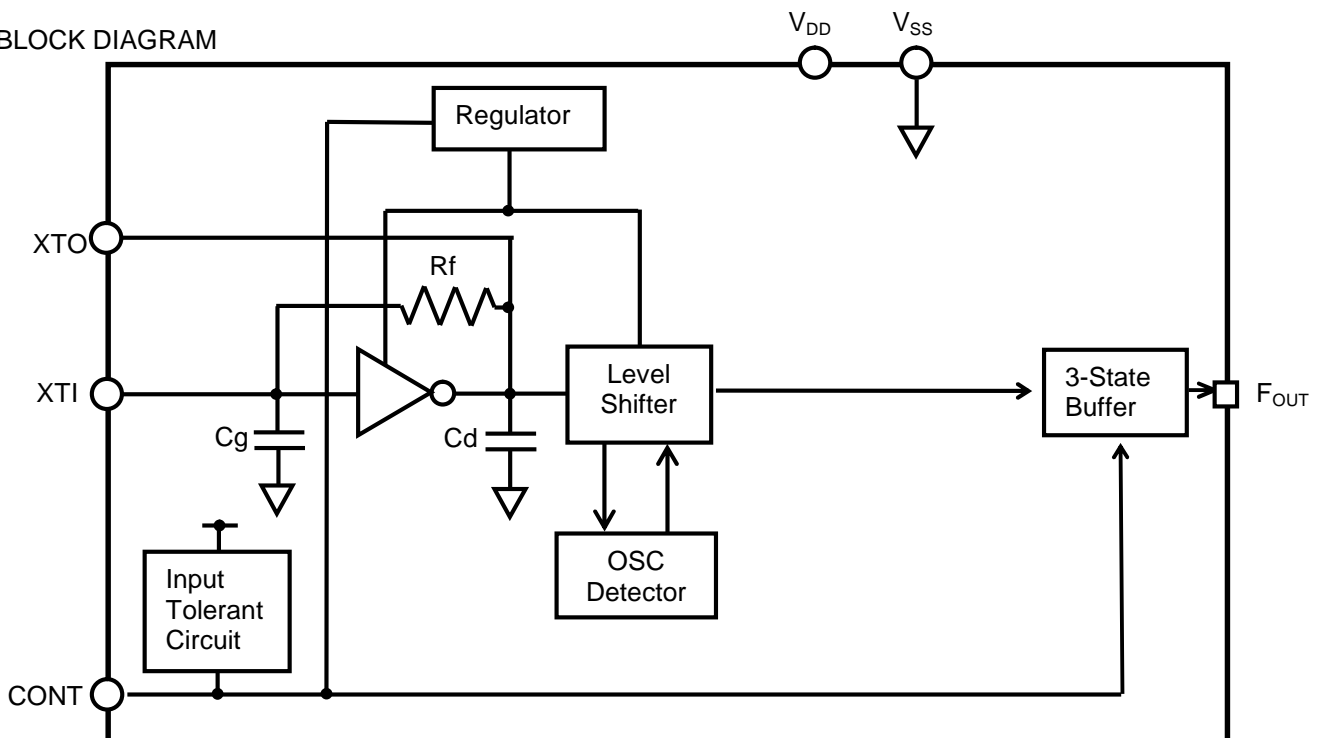 BLOCK DIAGRAM
VDD
VSS
Regulator
XTO
Rf
XTI
Level
Shifter
3-State
Buffer
FOUT
Cg
Cd
OSC
Detector
Input
Tolerant
Circuit
CONT